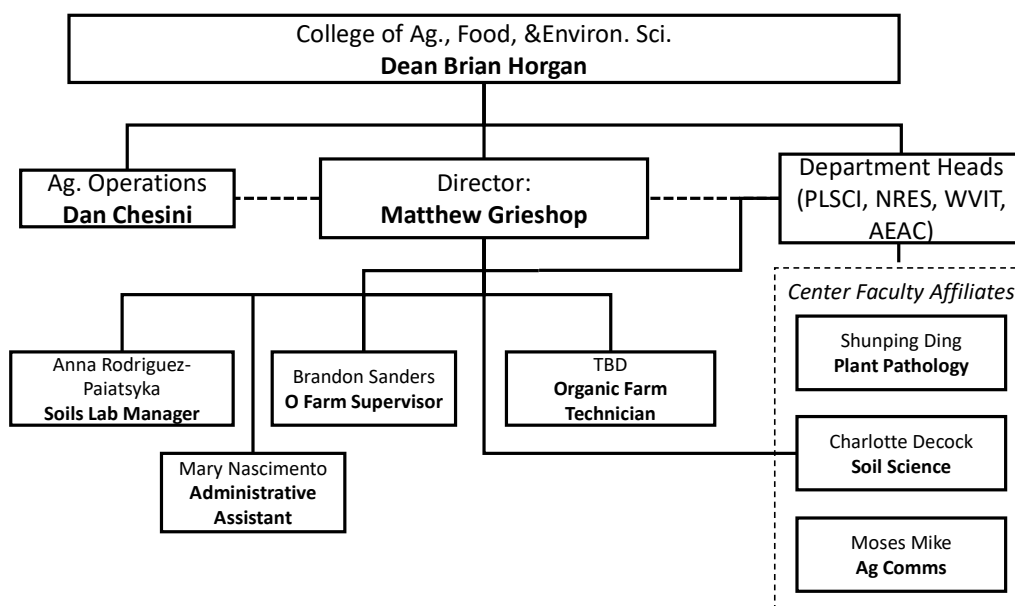 College of Ag., Food, &Environ. Sci.
Dean Brian Horgan
Ag. Operations
Dan Chesini
Director:
Matthew Grieshop
Department Heads
(PLSCI, NRES, WVIT,
AEAC)
Center Faculty Affiliates
Shunping Ding
Plant Pathology
Anna Rodriguez-
Paiatsyka
Soils Lab Manager
Brandon Sanders
O Farm Supervisor
TBD
Organic Farm
Technician
Charlotte Decock
Soil Science
Mary Nascimento
Administrative
Assistant
Moses Mike
Ag Comms